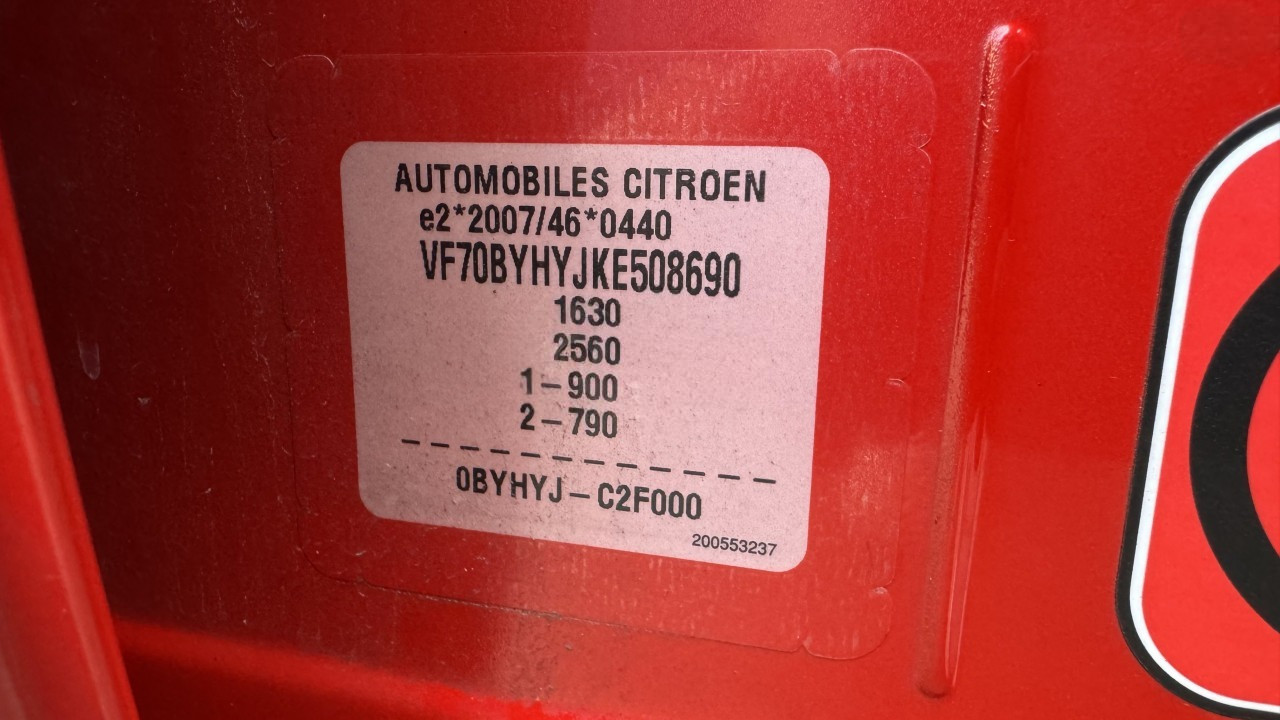 AUTOMOBILES CITROEN
e2*2007/46*0440
VF70BYHYJKE508690
1630
2560
1–900
2–790
– – – – – – – – – – – – –
0BYHYJ–C2F000
200553237